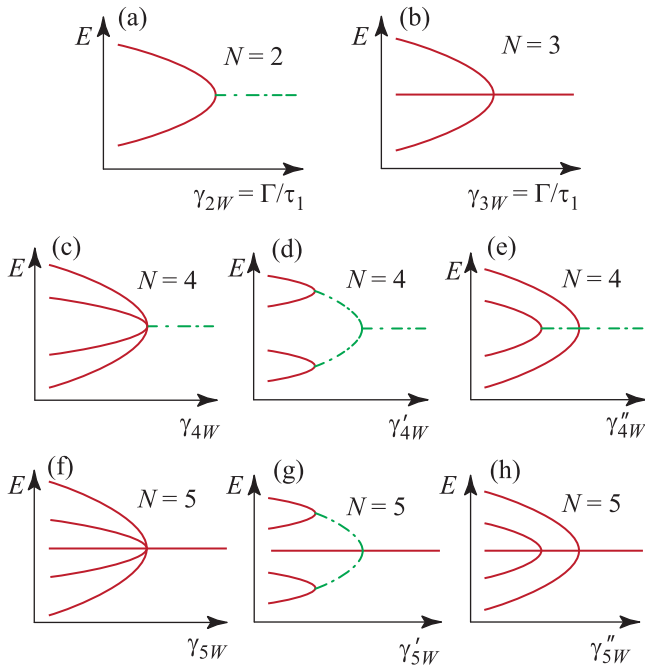 (a)
E
N = 2
γ2W = Γ/τ1
(b)
E
N = 3
γ3W = Γ/τ1
(c)
E
N = 4
γ4W
(d)
E
N = 4
γ′4W
(e)
E
N = 4
γ″4W
(f)
E
N = 5
γ5W
(g)
E
N = 5
γ′5W
(h)
E
N = 5
γ″5W